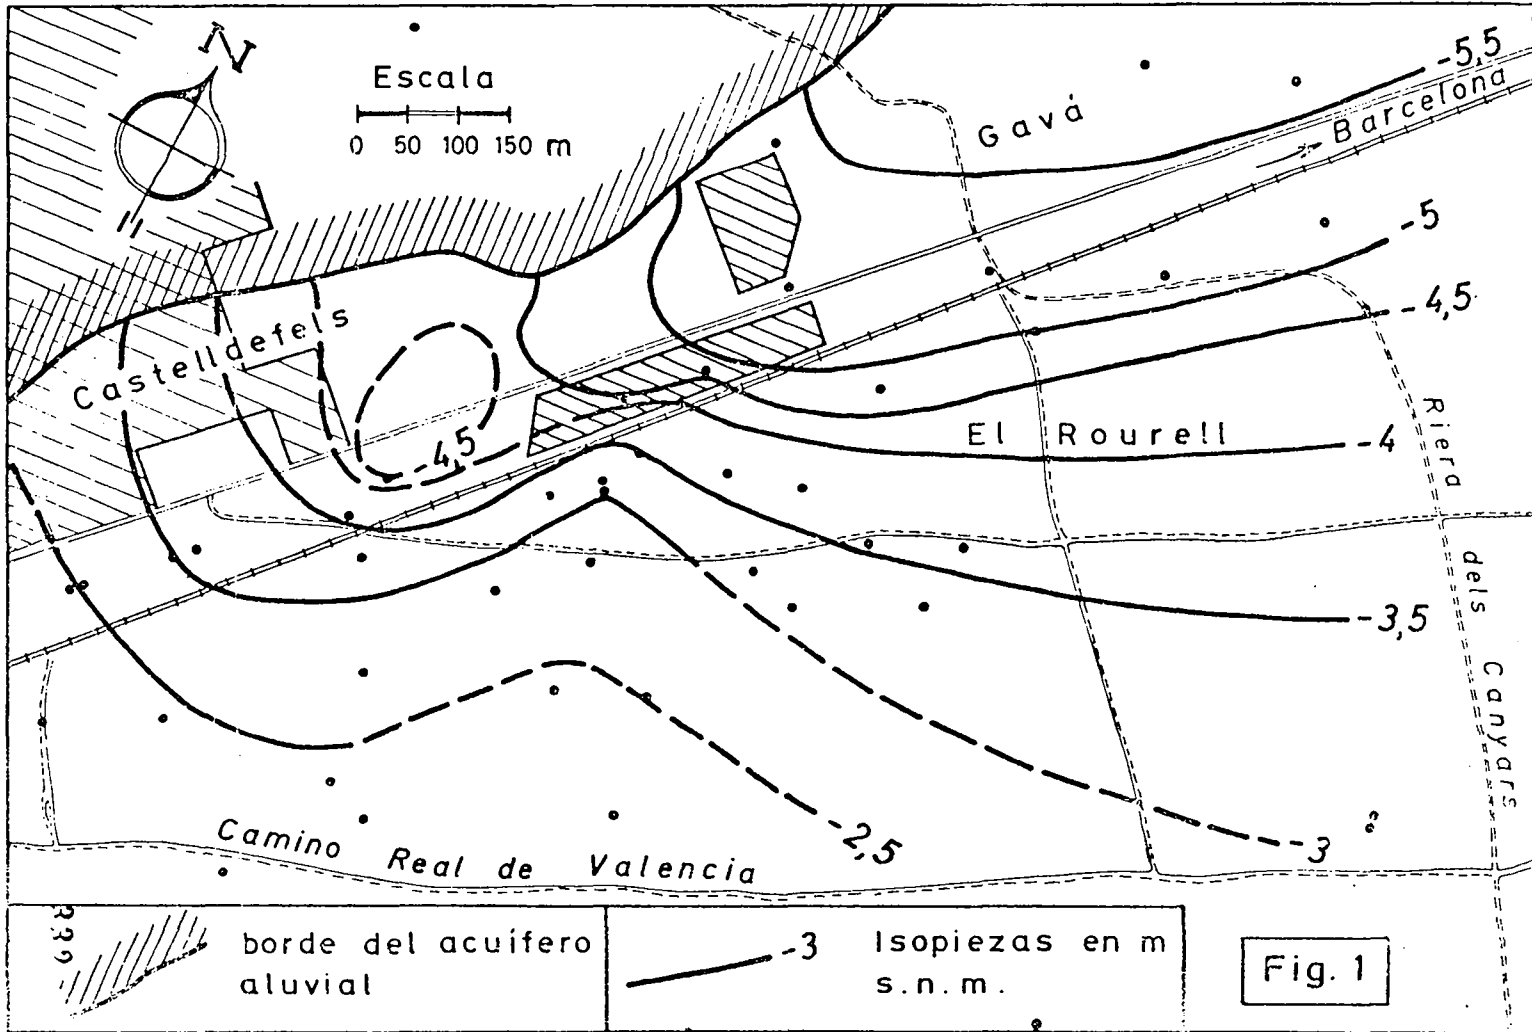 N
Escala
0 50 100 150 m
Gavá
Barcelona
-5,5
-5
-4,5
Castelldefels
-4,5
El Rourell
-4
Riera dels Canyars
-3,5
-3
-2,5
Camino Real de Valencia
borde del acuífero
aluvial
-3 Isopiezas en m
s.n.m.
Fig. 1